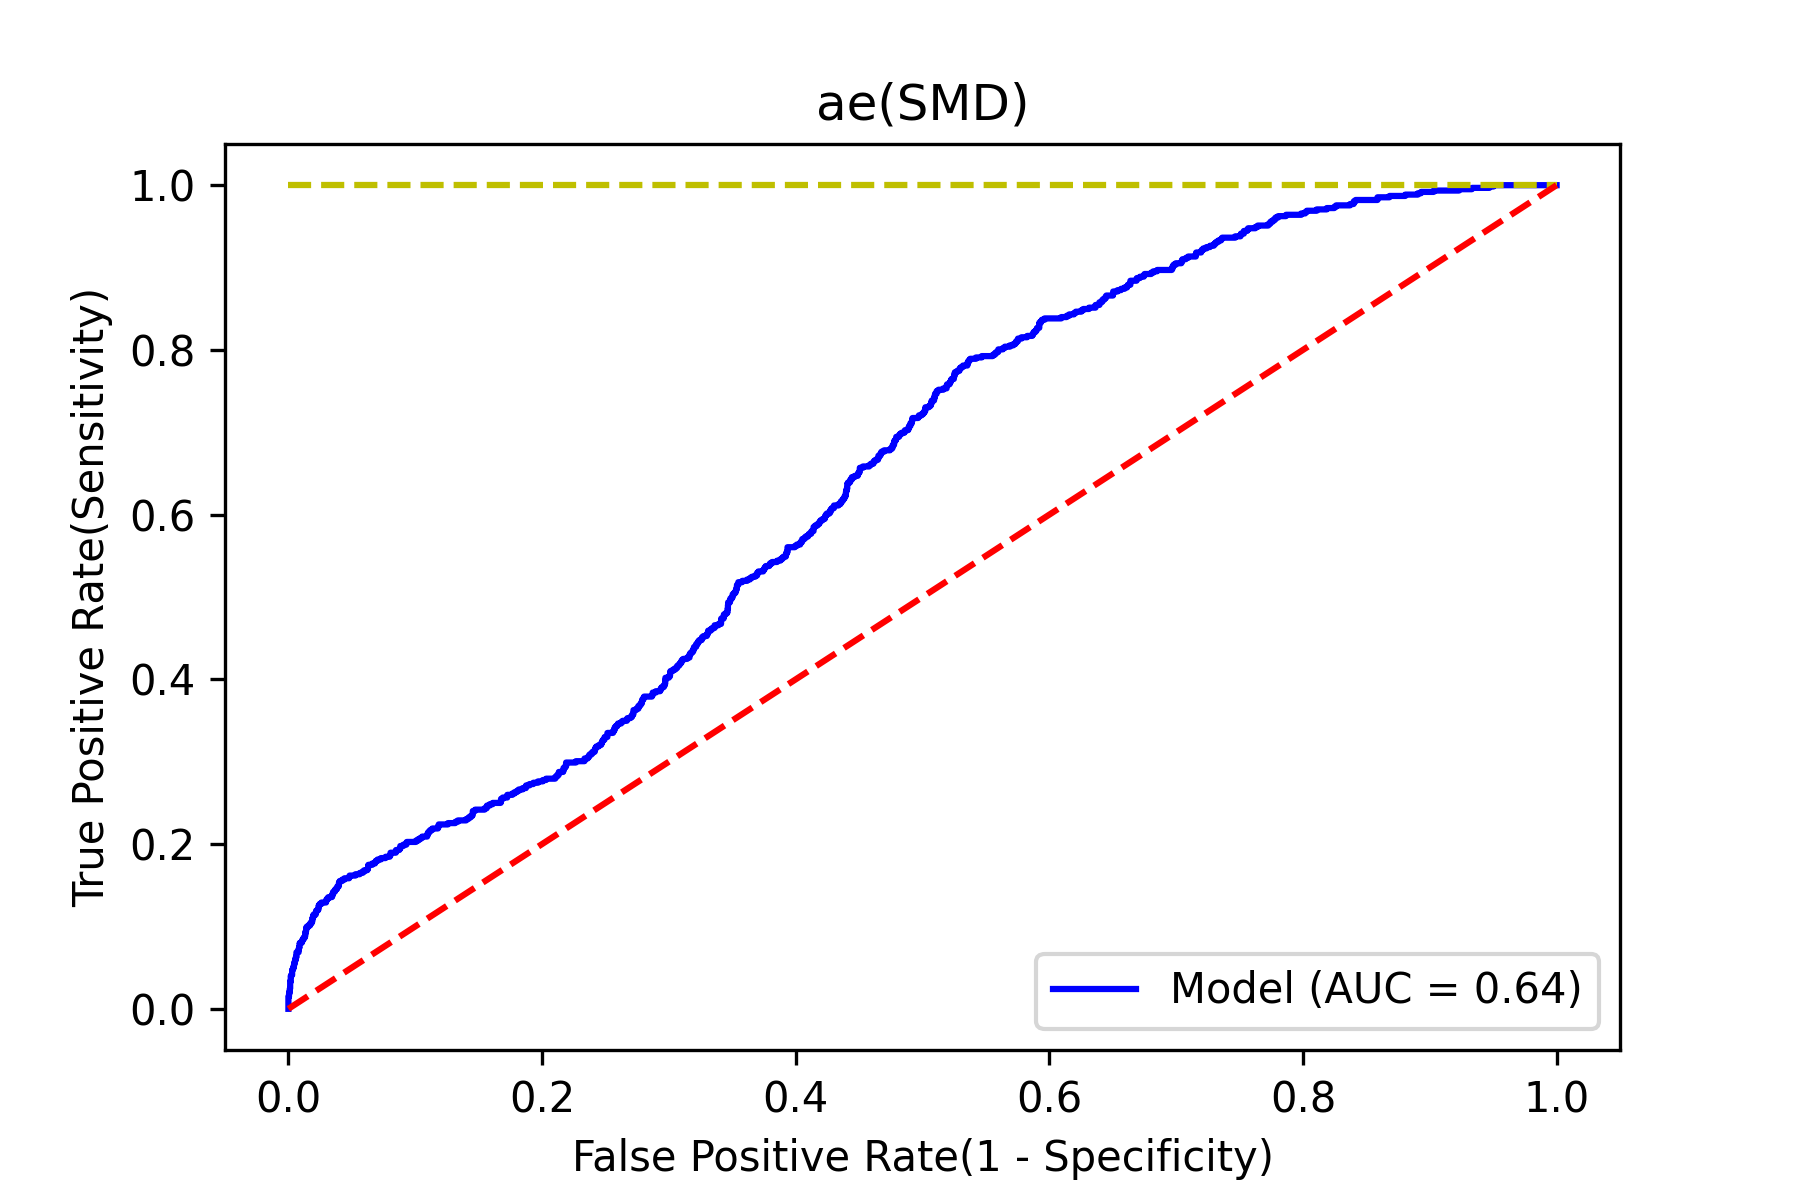 ae(SMD)
True Positive Rate(Sensitivity)
1.0
0.8
0.6
0.4
0.2
0.0
Model (AUC = 0.64)
0.0 0.2 0.4 0.6 0.8 1.0
False Positive Rate(1 - Specificity)